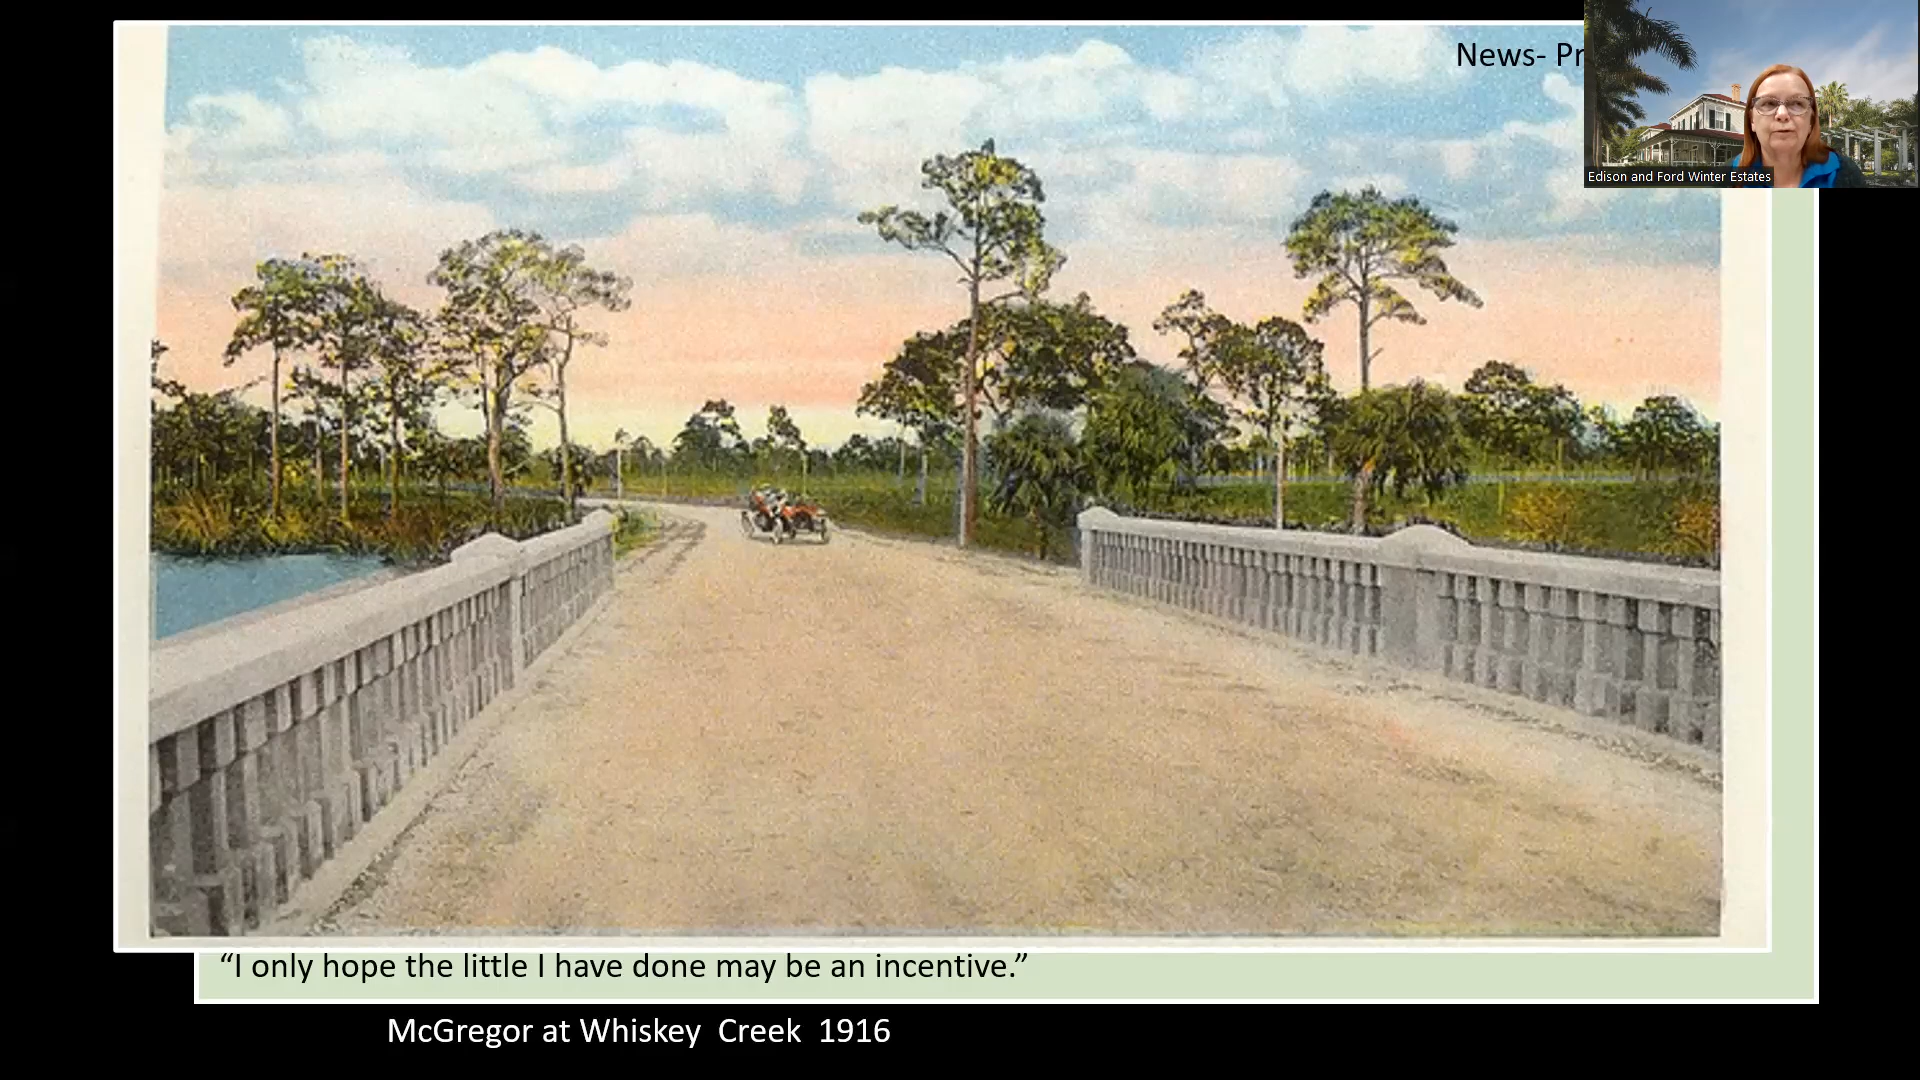 News- Pr
Edison and Ford Winter Estates
“I only hope the little I have done may be an incentive.”
McGregor at Whiskey Creek 1916